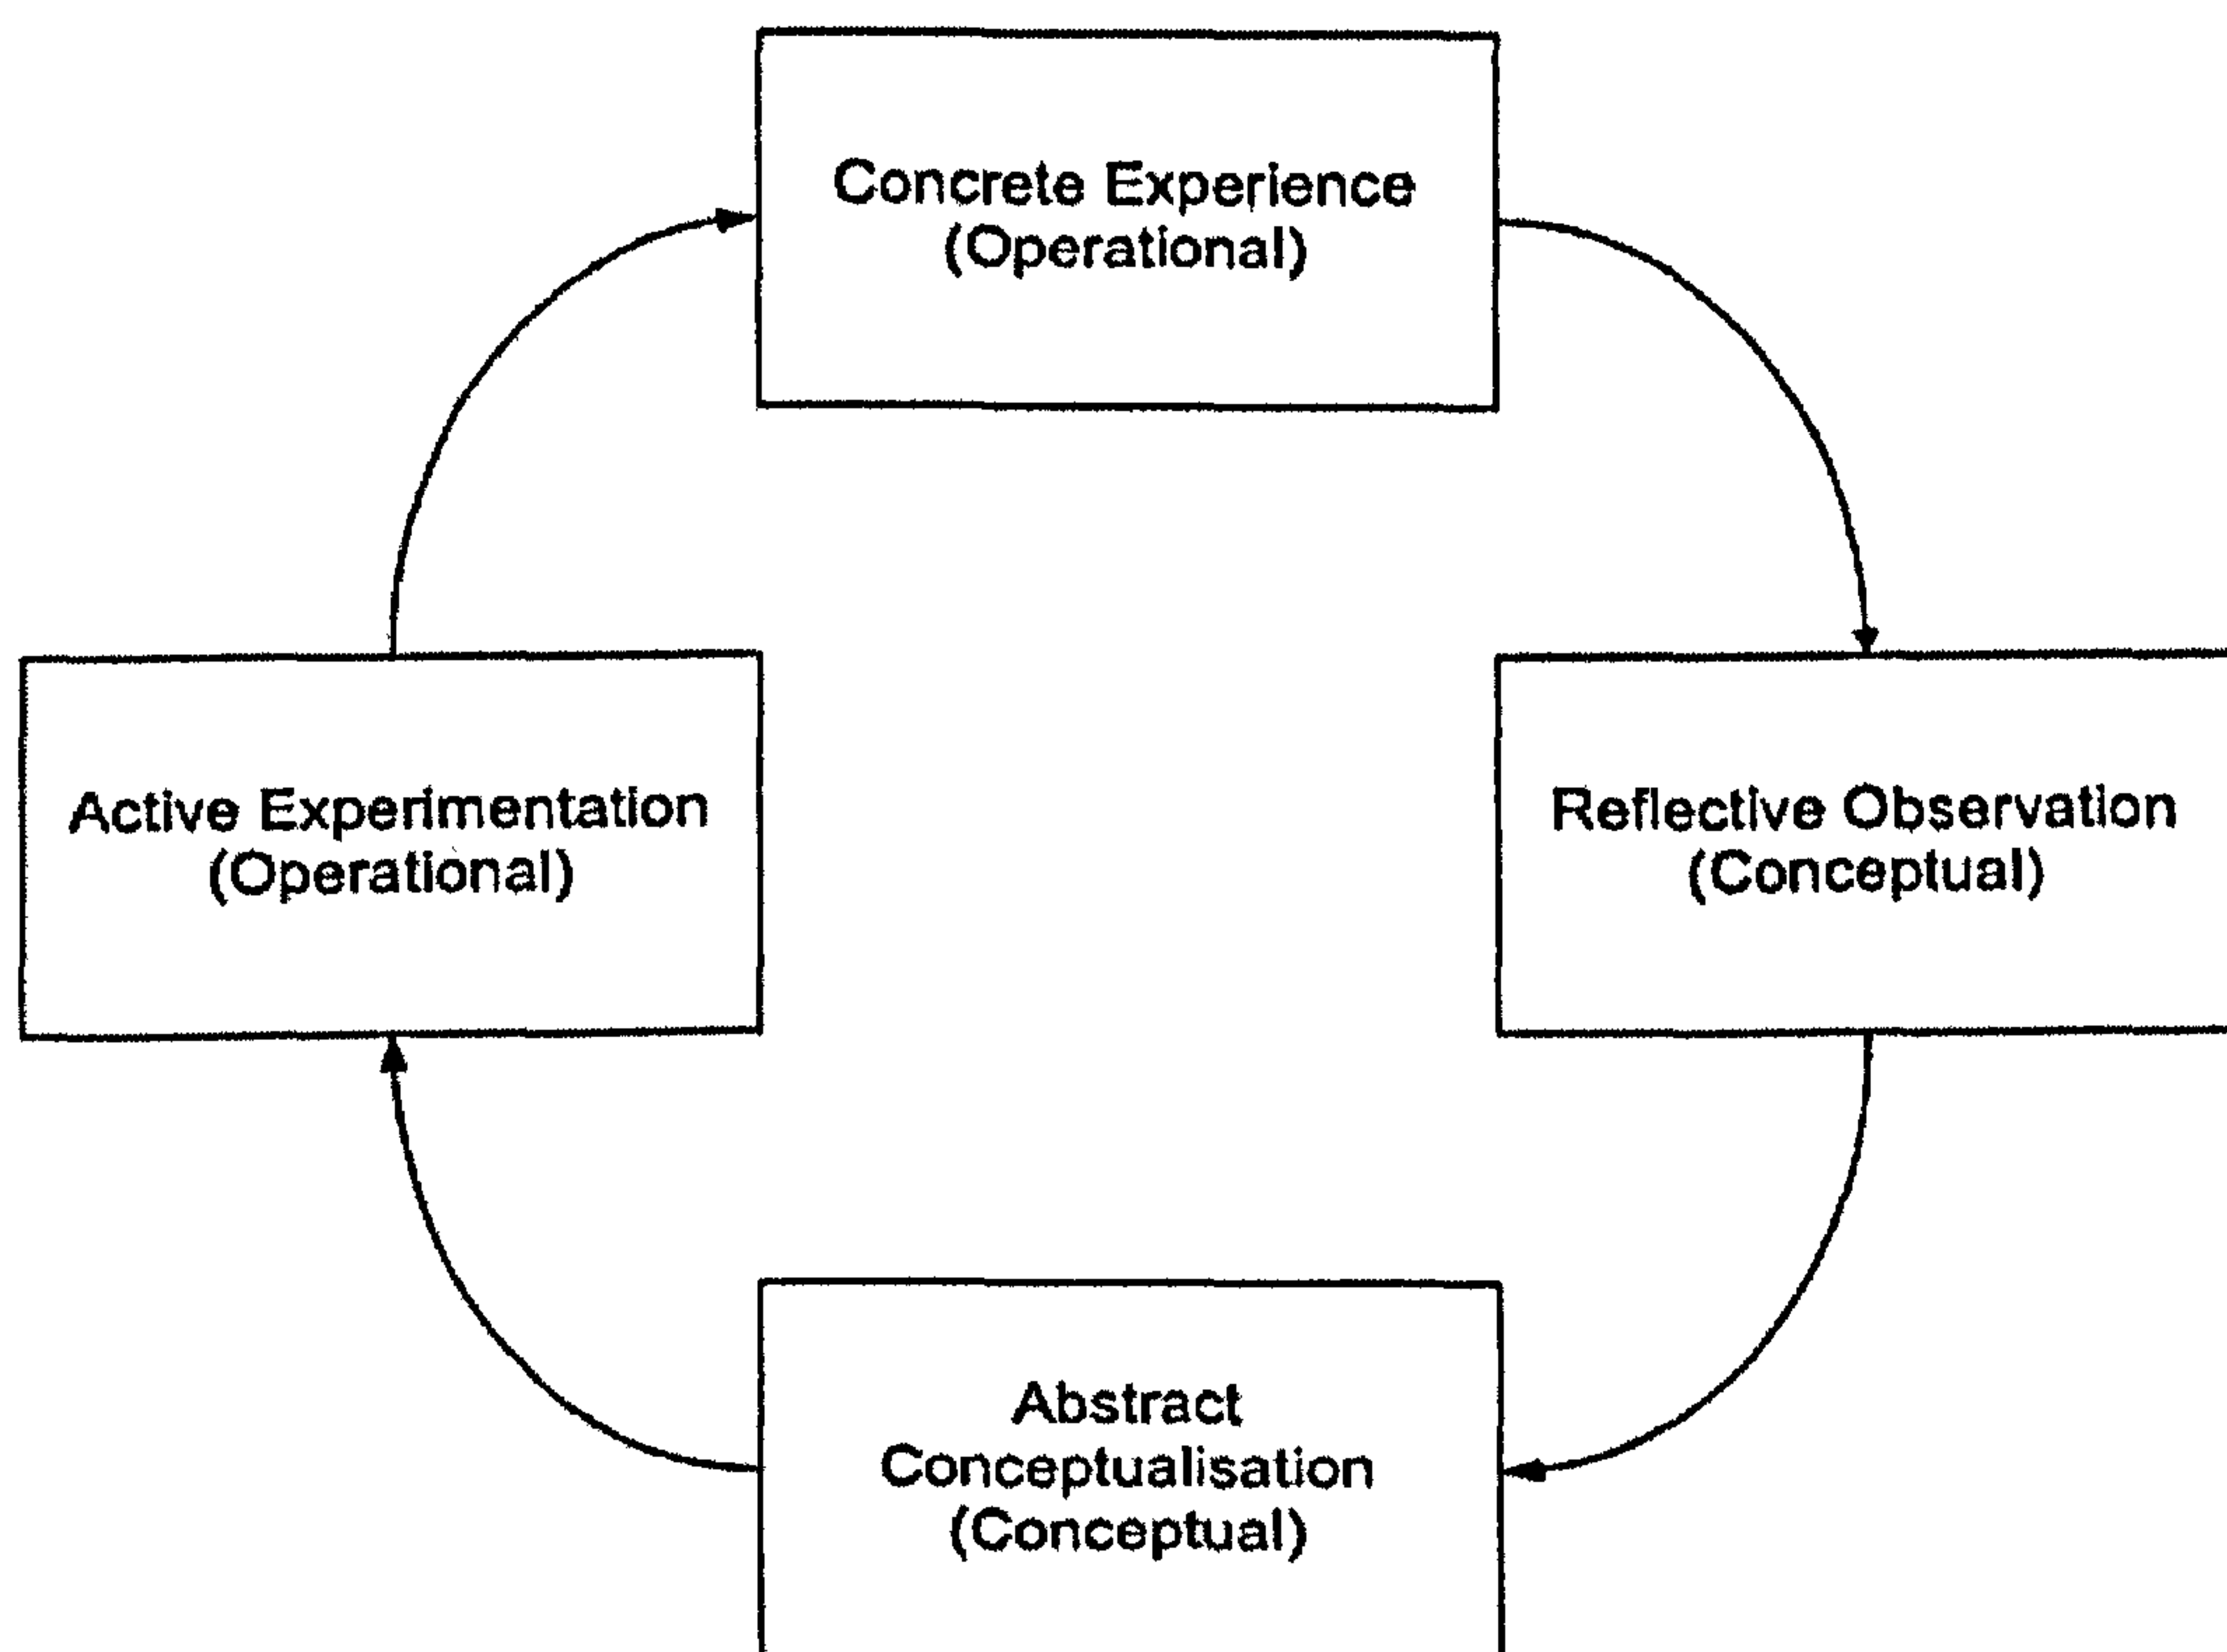 Concrete Experience
(Operational)
Active Experimentation
(Operational)
Reflective Observation
(Conceptual)
Abstract
Conceptualisation
(Conceptual)